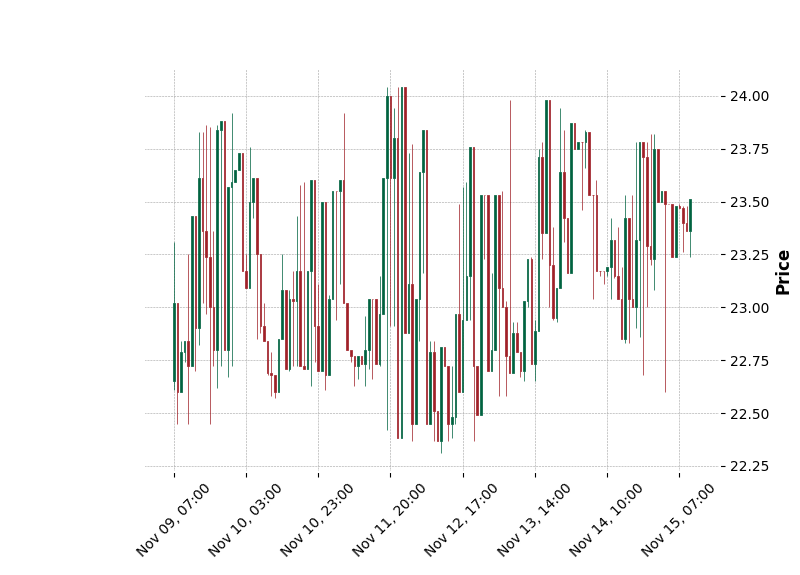 24.00
23.75
23.50
23.25
23.00
22.75
22.50
22.25
Price
Nov 09, 07:00
Nov 10, 03:00
Nov 10, 23:00
Nov 11, 20:00
Nov 12, 17:00
Nov 13, 14:00
Nov 14, 10:00
Nov 15, 07:00